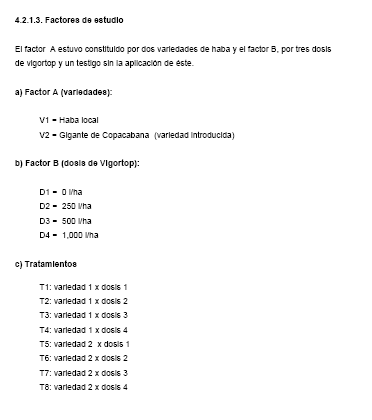 4.2.1.3. Factores de estudio
El factor A estuvo constituido por dos variedades de haba y el factor B, por tres dosis
de vigortop y un testigo sin la aplicación de éste.
a) Factor A (variedades):
V1 = Haba local
V2 = Gigante de Copacabana (variedad introducida)
b) Factor B (dosis de Vigortop):
D1 = 0 l/ha
D2 = 250 l/ha
D3 = 500 l/ha
D4 = 1,000 l/ha
c) Tratamientos
T1: variedad 1 x dosis 1
T2: variedad 1 x dosis 2
T3: variedad 1 x dosis 3
T4: variedad 1 x dosis 4
T5: variedad 2 x dosis 1
T6: variedad 2 x dosis 2
T7: variedad 2 x dosis 3
T8: variedad 2 x dosis 4